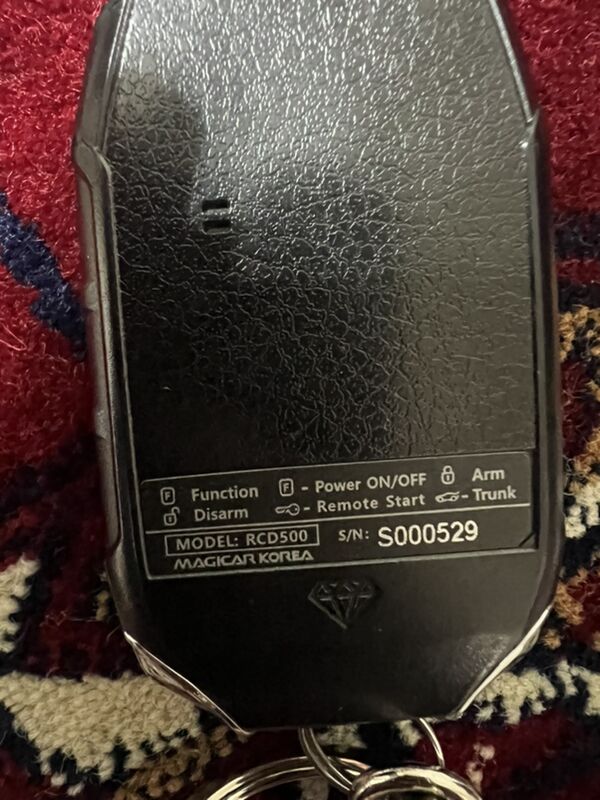 F Function F - Power ON/OFF Arm
Disarm - Remote Start - Trunk
MODEL: RCD500 S/N: S000529
MAGICAR KOREA